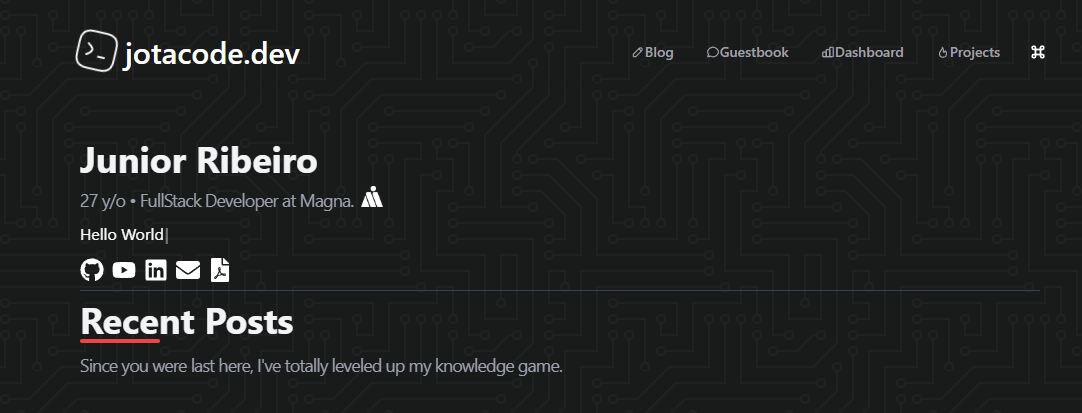 jotacode.dev
Blog Guestbook Dashboard Projects
Junior Ribeiro
27 y/o • FullStack Developer at Magna.
Hello World|
Recent Posts
Since you were last here, I've totally leveled up my knowledge game.